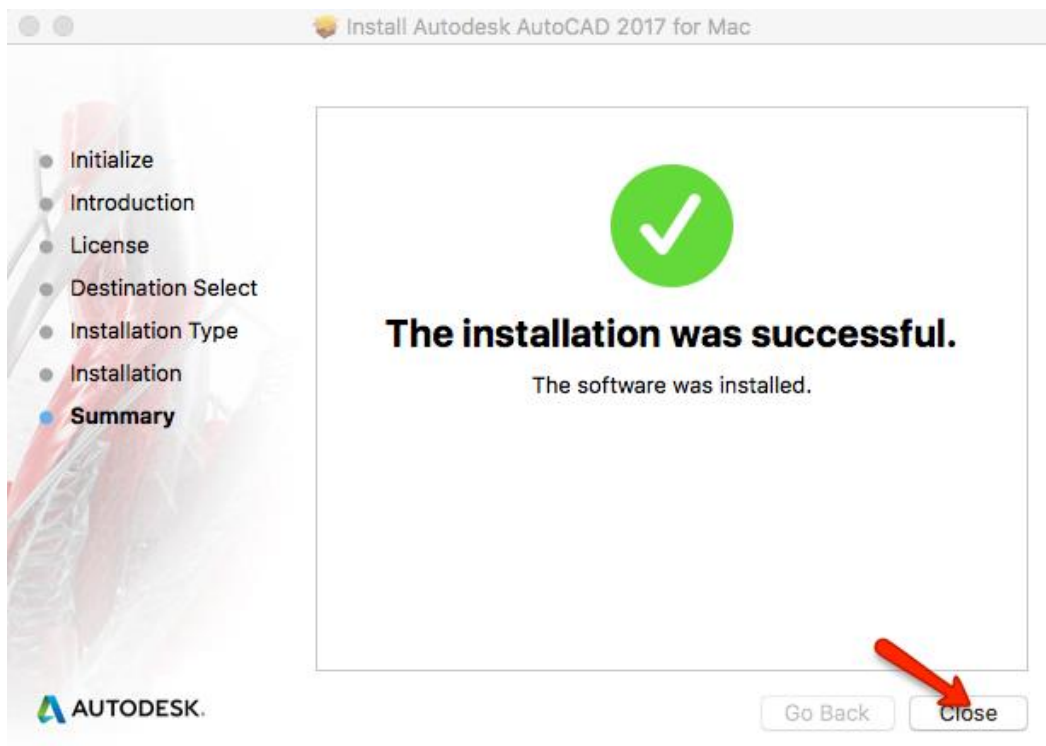 Install Autodesk AutoCAD 2017 for Mac
Initialize
Introduction
License
Destination Select
Installation Type
Installation
Summary
The installation was successful.
The software was installed.
AUTODESK.
Go Back
Close